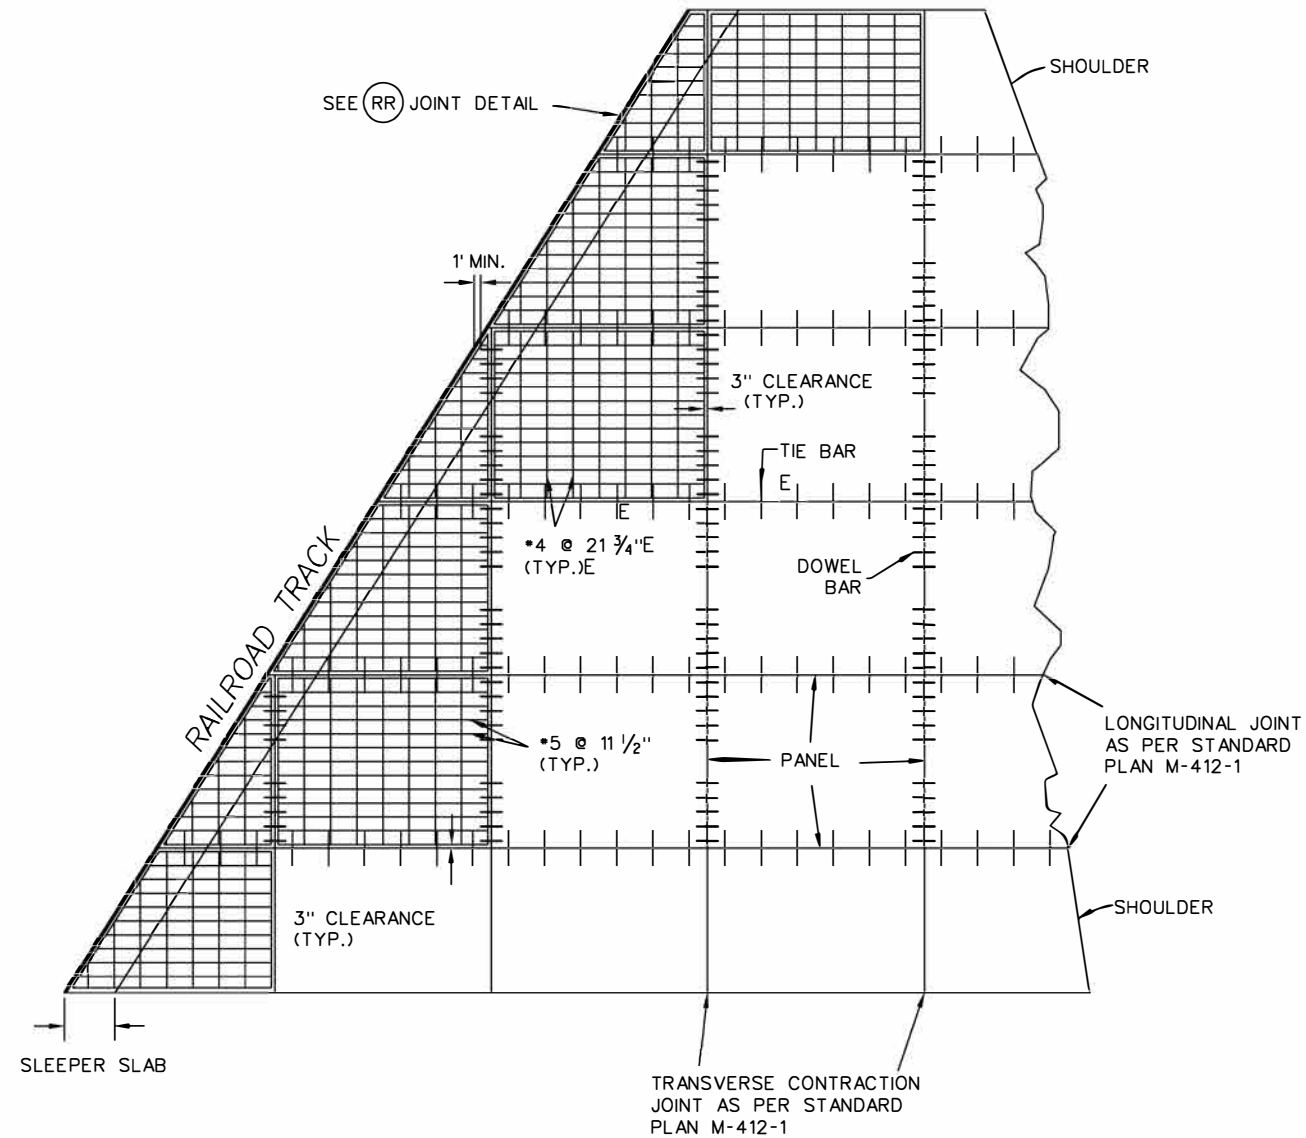 SHOULDER
SEE RR JOINT DETAIL
1' MIN.
3" CLEARANCE
(TYP.)
TIE BAR
E
E
*4 @ 21 3/4"E
(TYP.)E
DOWEL
BAR
RAILROAD TRACK
*5 @ 11 1/2"
(TYP.)
PANEL
LONGITUDINAL JOINT
AS PER STANDARD
PLAN M-412-1
3" CLEARANCE
(TYP.)
SHOULDER
SLEEPER SLAB
TRANSVERSE CONTRACTION
JOINT AS PER STANDARD
PLAN M-412-1